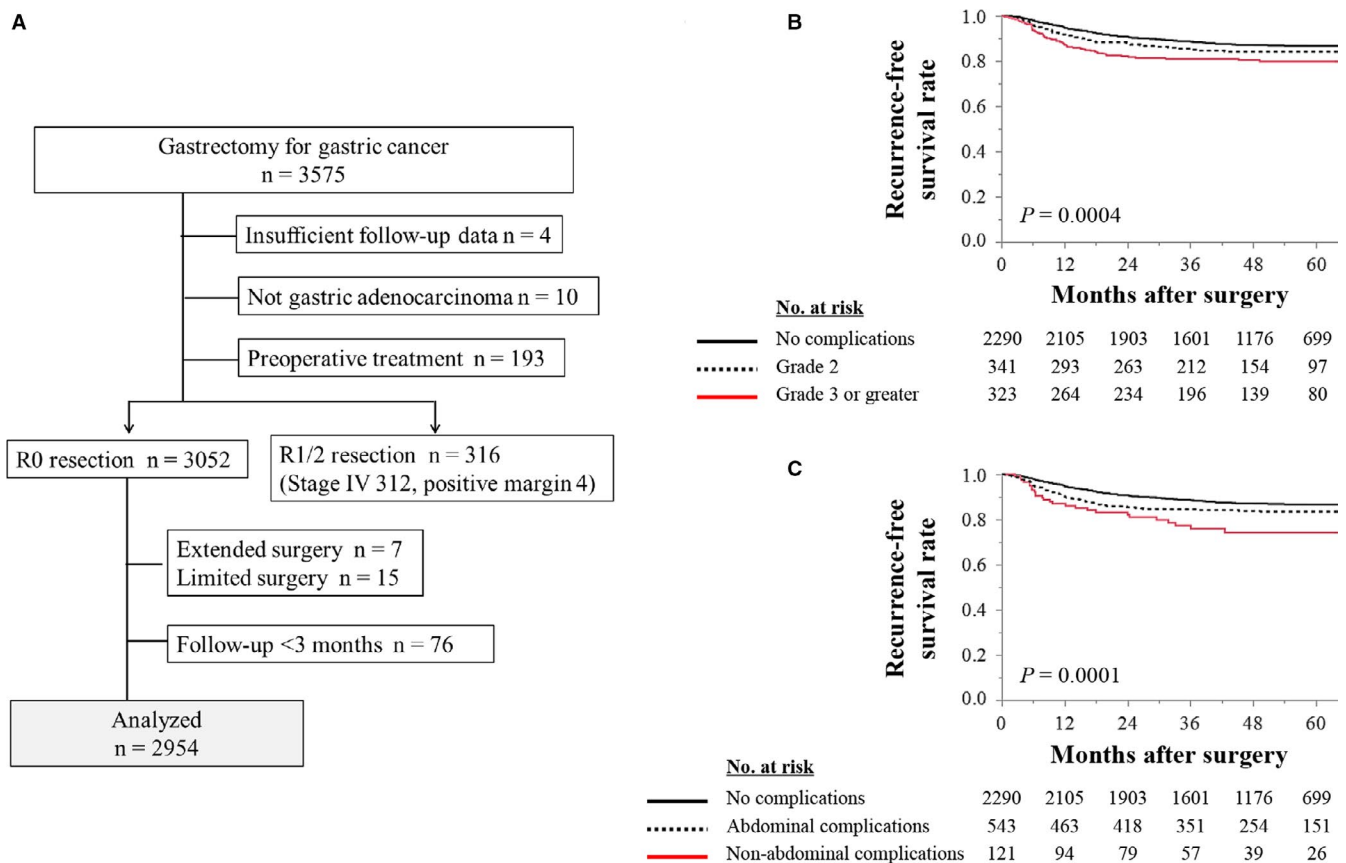 A
Gastrectomy for gastric cancer
n = 3575
Insufficient follow-up data n = 4
Not gastric adenocarcinoma n = 10
Preoperative treatment n = 193
R0 resection n = 3052
R1/2 resection n = 316
(Stage IV 312, positive margin 4)
Extended surgery n = 7
Limited surgery n = 15
Follow-up <3 months n = 76
Analyzed
n = 2954
B
Recurrence-free
survival rate
1.0
0.8
0.6
0.4
0.2
0.0
P = 0.0004
0 12 24 36 48 60
Months after surgery
No. at risk
No complications 2290 2105 1903 1601 1176 699
Grade 2 341 293 263 212 154 97
Grade 3 or greater 323 264 234 196 139 80
C
Recurrence-free
survival rate
1.0
0.8
0.6
0.4
0.2
0.0
P = 0.0001
0 12 24 36 48 60
Months after surgery
No. at risk
No complications 2290 2105 1903 1601 1176 699
Abdominal complications 543 463 418 351 254 151
Non-abdominal complications 121 94 79 57 39 26